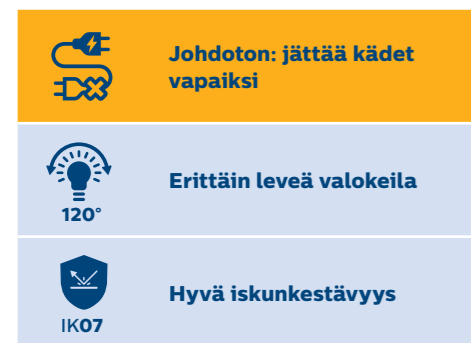 Johdoton: jättää kädet
vapaiksi
120°
Erittäin leveä valokeila
IK07
Hyvä iskunkestävyys